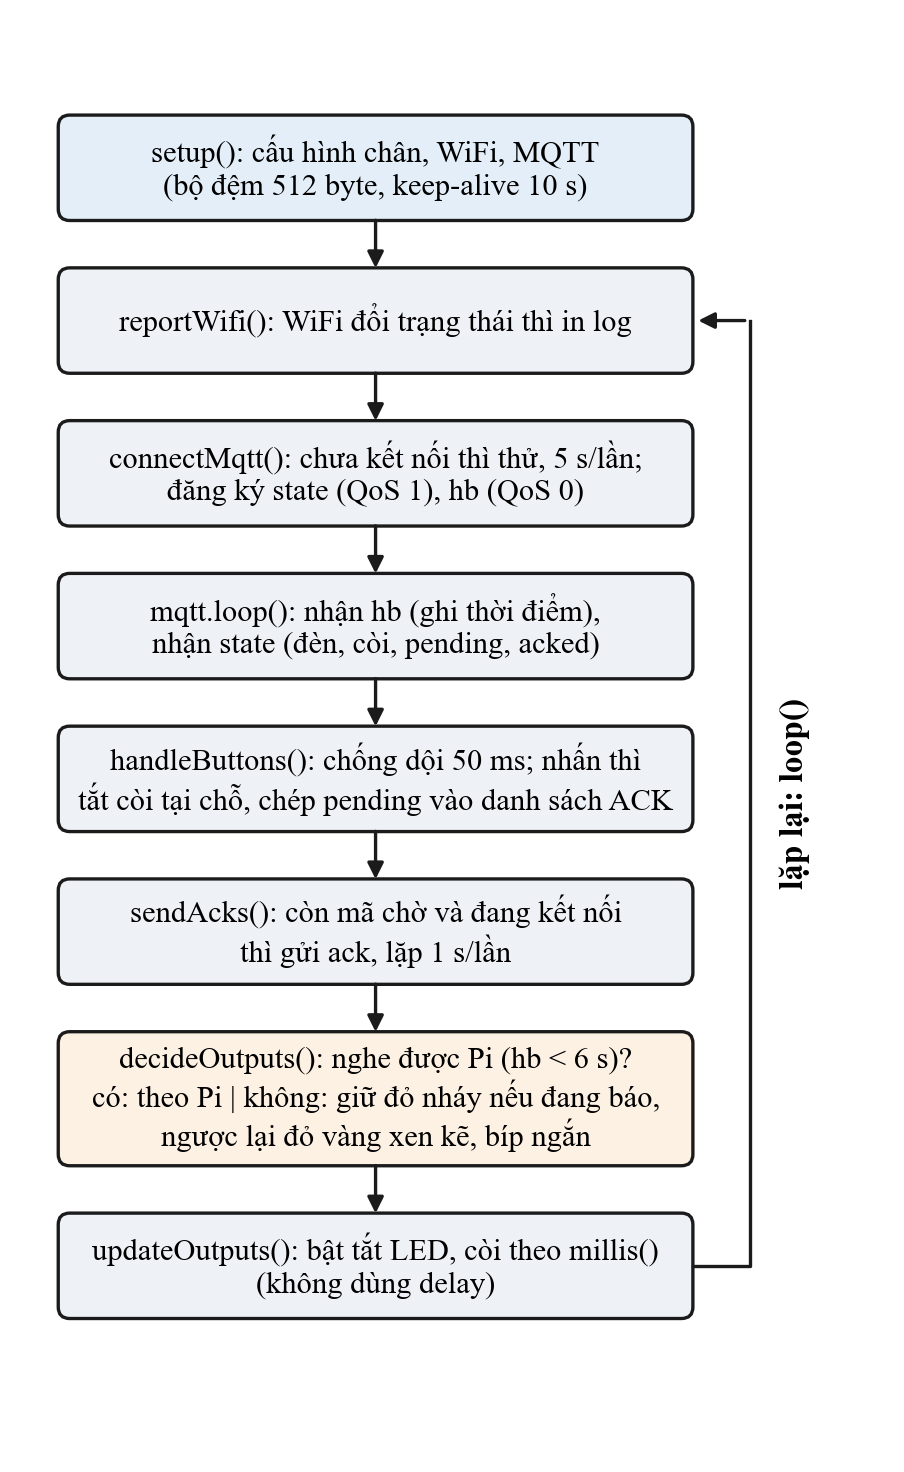 setup(): cấu hình chân, WiFi, MQTT
(bộ đệm 512 byte, keep-alive 10 s)
reportWifi(): WiFi đổi trạng thái thì in log
connectMqtt(): chưa kết nối thì thử, 5 s/lần;
đăng ký state (QoS 1), hb (QoS 0)
mqtt.loop(): nhận hb (ghi thời điểm),
nhận state (đèn, còi, pending, acked)
handleButtons(): chống dội 50 ms; nhấn thì
tắt còi tại chỗ, chép pending vào danh sách ACK
sendAcks(): còn mã chờ và đang kết nối
thì gửi ack, lặp 1 s/lần
decideOutputs(): nghe được Pi (hb < 6 s)?
có: theo Pi | không: giữ đỏ nháy nếu đang báo,
ngược lại đỏ vàng xen kẽ, bíp ngắn
updateOutputs(): bật tắt LED, còi theo millis()
(không dùng delay)
lặp lại: loop()